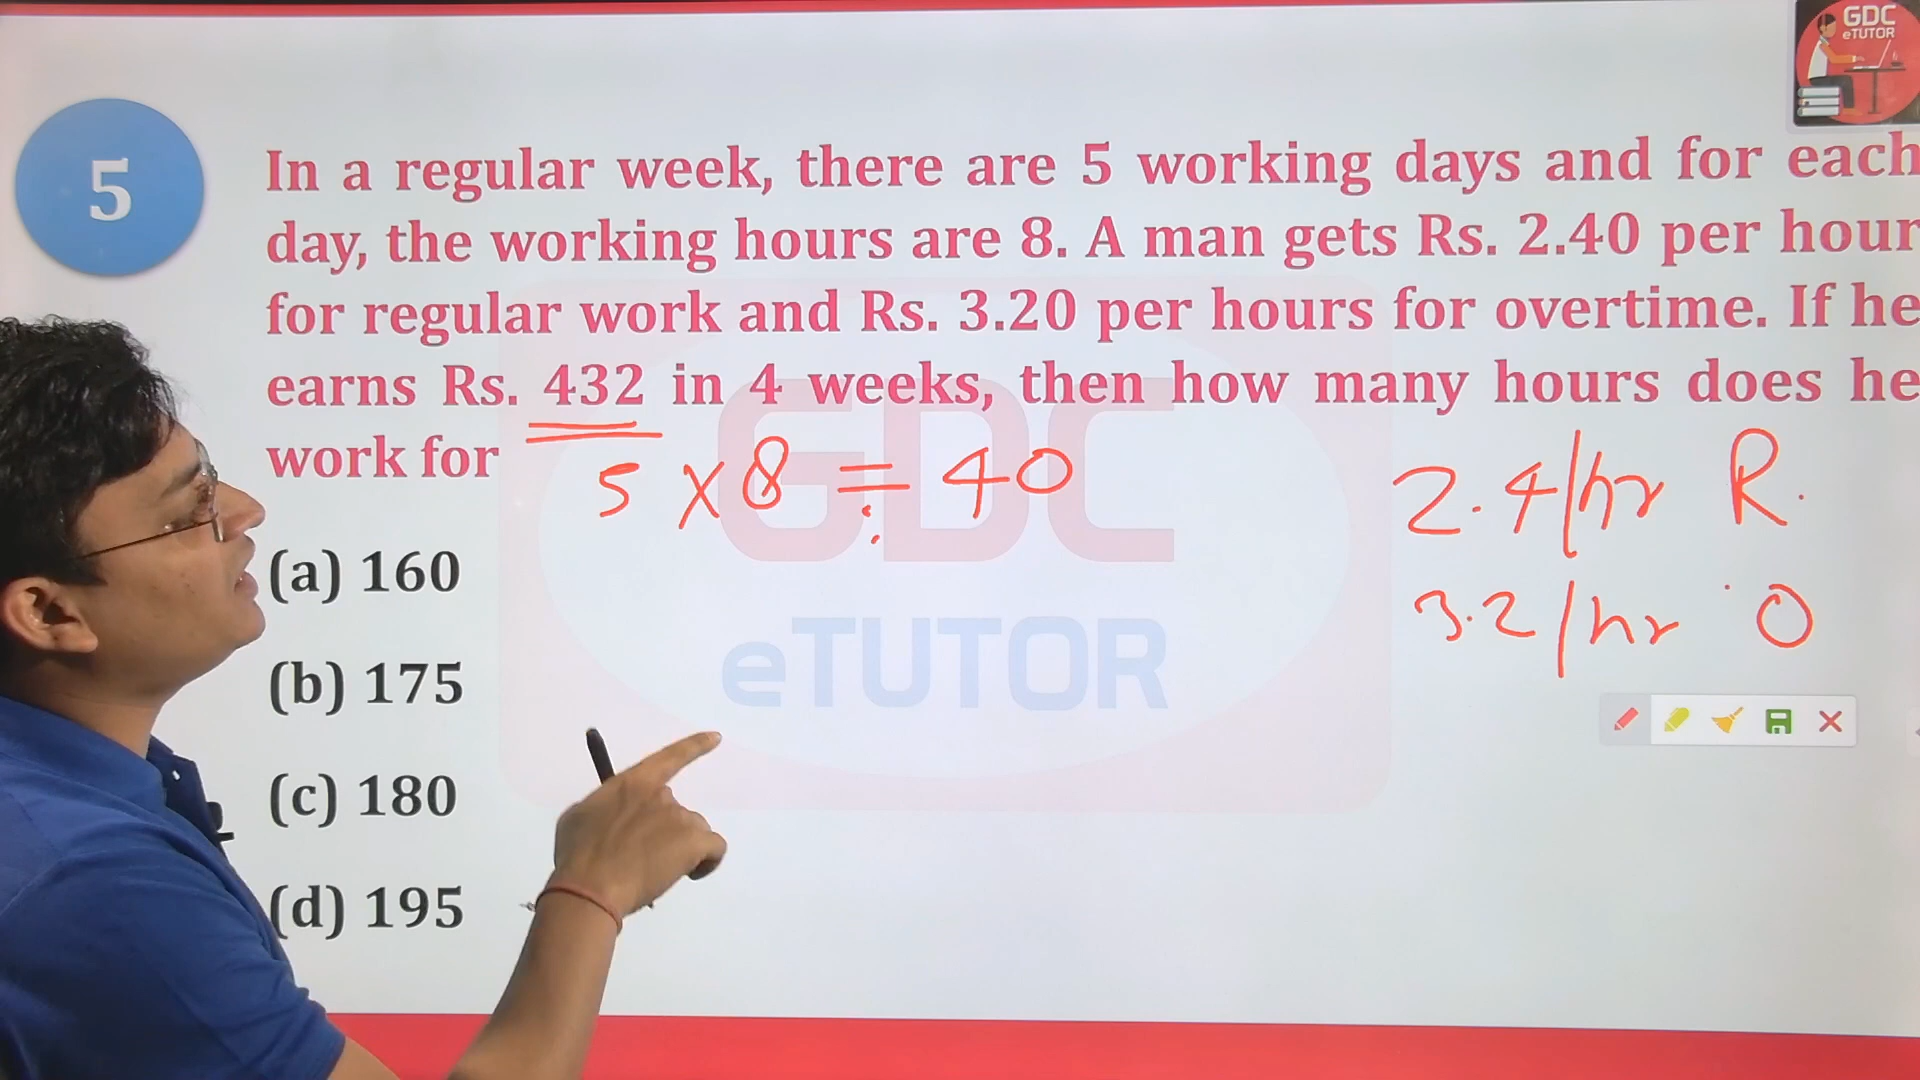 GDC
eTUTOR
5
In a regular week, there are 5 working days and for each
day, the working hours are 8. A man gets Rs. 2.40 per hour
for regular work and Rs. 3.20 per hours for overtime. If he
earns Rs. 432 in 4 weeks, then how many hours does he
work for
5 × 8 = 40
2.4/hr R.
3.2/hr O
(a) 160
(b) 175
(c) 180
(d) 195
GDC
eTUTOR